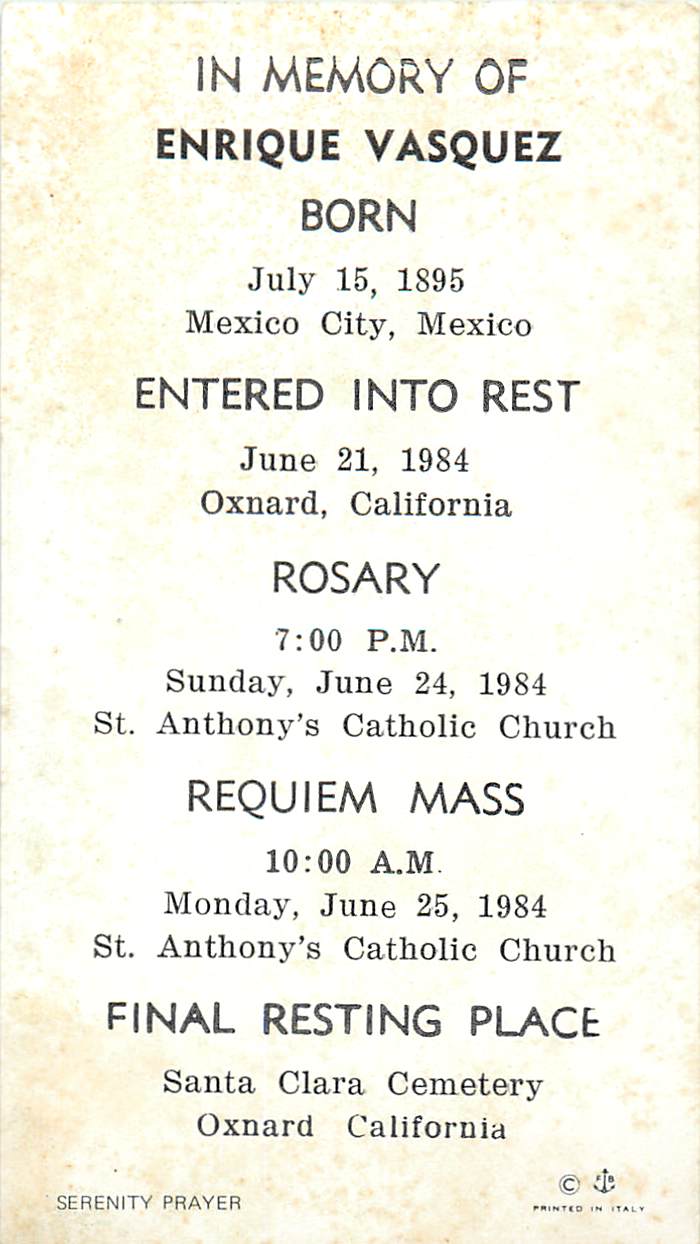 IN MEMORY OF
ENRIQUE VASQUEZ
BORN
July 15, 1895
Mexico City, Mexico
ENTERED INTO REST
June 21, 1984
Oxnard, California
ROSARY
7:00 P.M.
Sunday, June 24, 1984
St. Anthony's Catholic Church
REQUIEM MASS
10:00 A.M.
Monday, June 25, 1984
St. Anthony's Catholic Church
FINAL RESTING PLACE
Santa Clara Cemetery
Oxnard California
SERENITY PRAYER
© FB
PRINTED IN ITALY